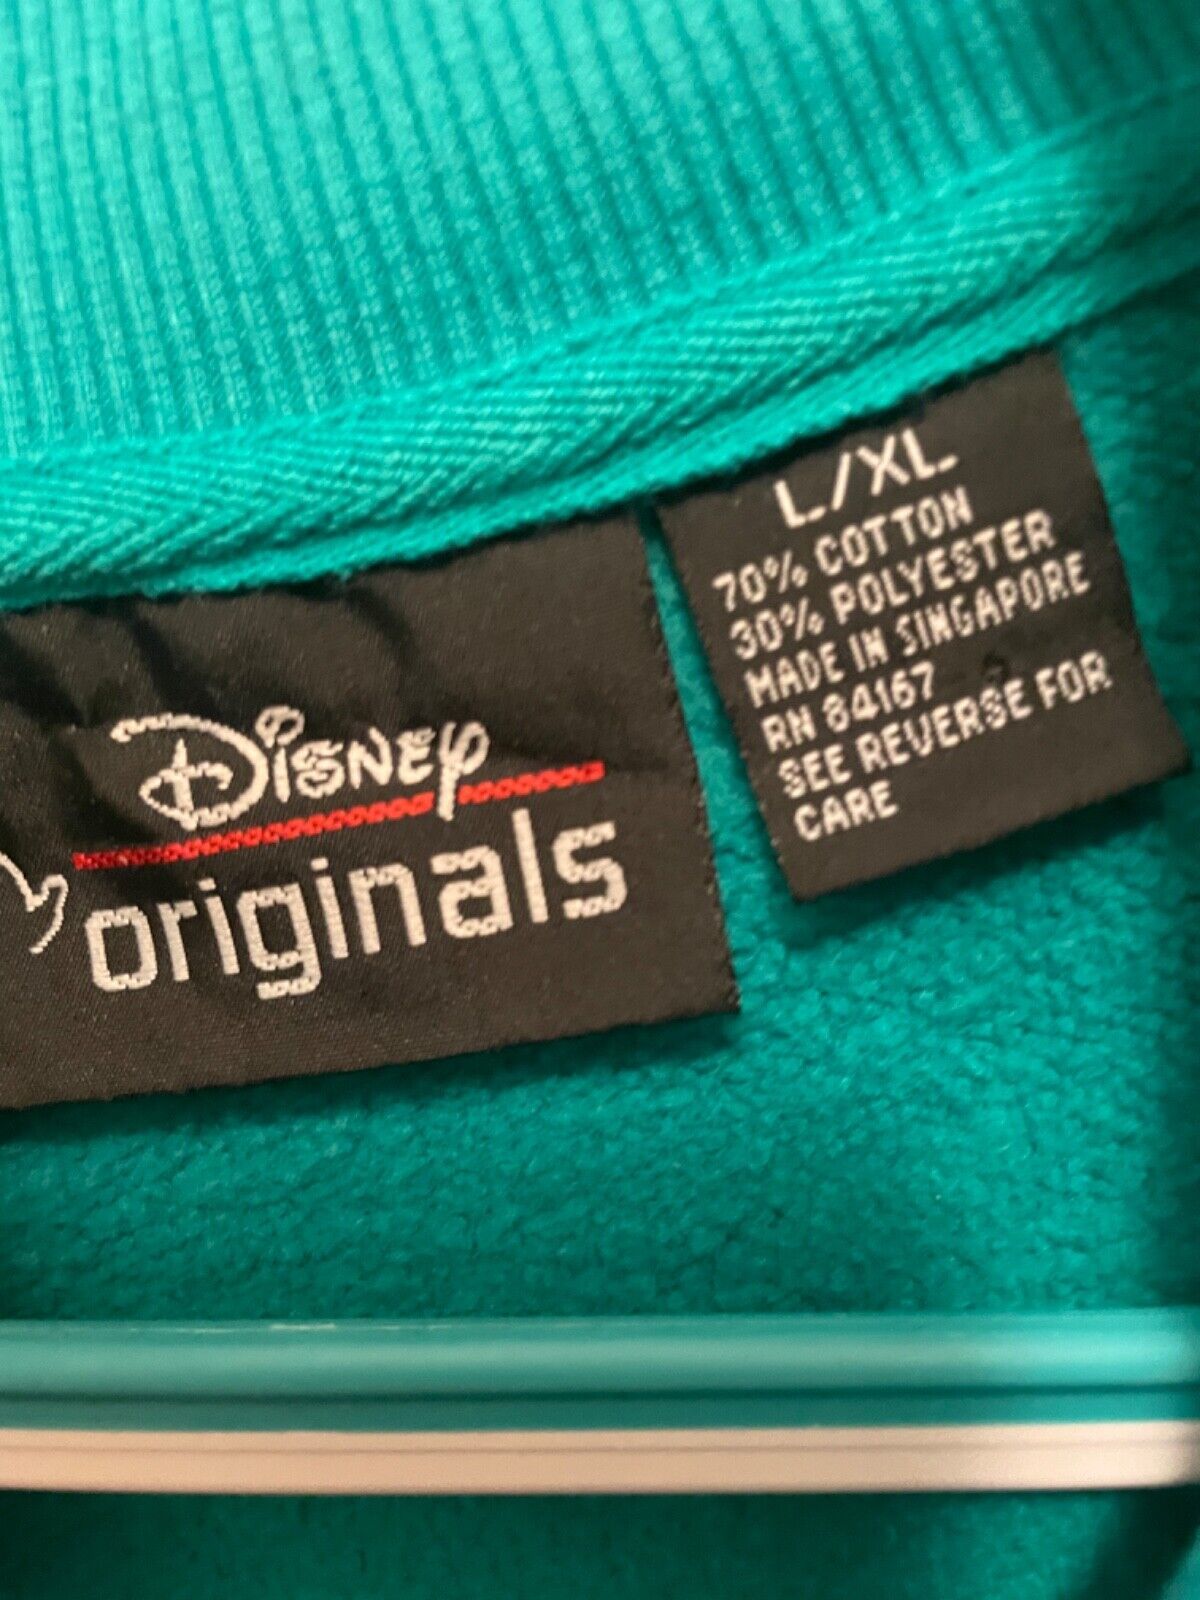 Disney
originals
L/XL
70% COTTON
30% POLYESTER
MADE IN SINGAPORE
RN 84167
SEE REVERSE FOR
CARE